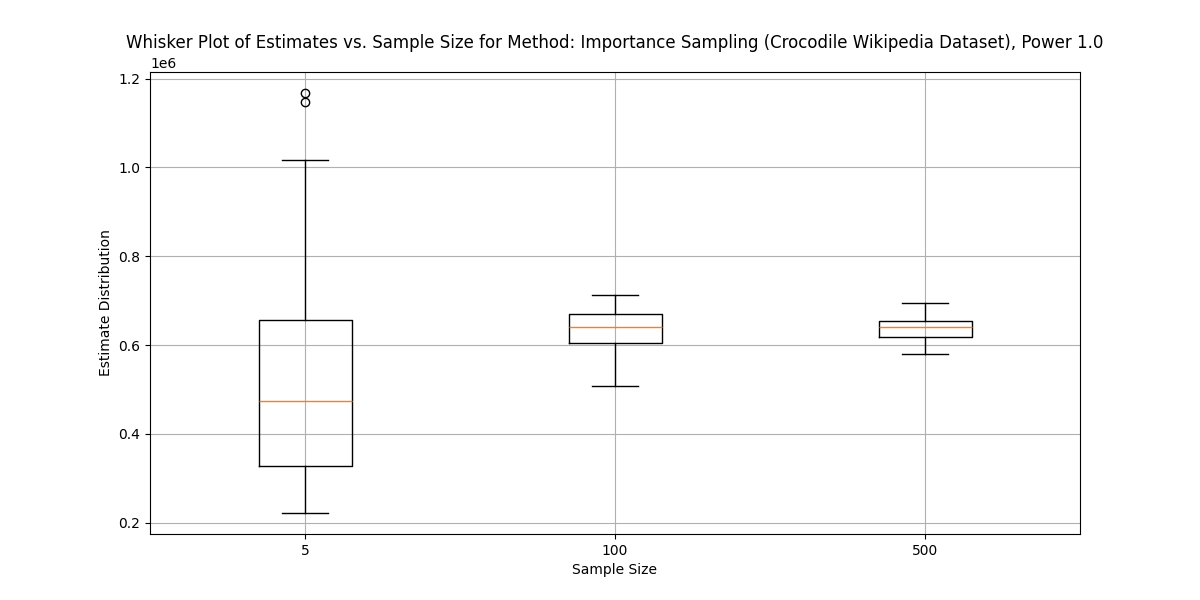 Whisker Plot of Estimates vs. Sample Size for Method: Importance Sampling (Crocodile Wikipedia Dataset), Power 1.0
1e6
1.2
1.0
0.8
0.6
0.4
0.2
Estimate Distribution
5 100 500
Sample Size